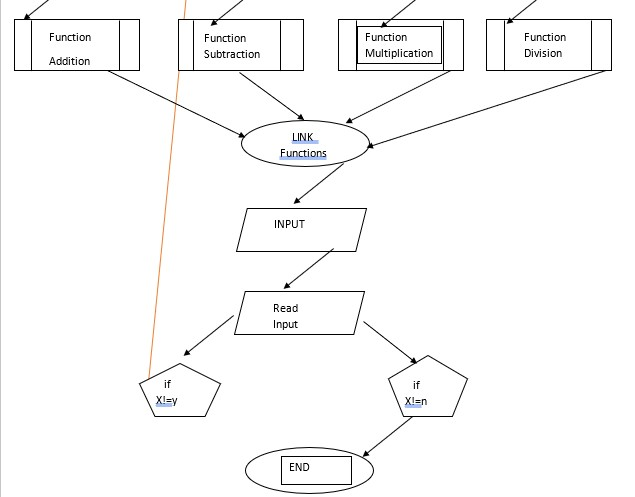 Function
Addition
Function
Subtraction
Function
Multiplication
Function
Division
LINK
Functions
INPUT
Read
Input
if
X!=y
if
X!=n
END